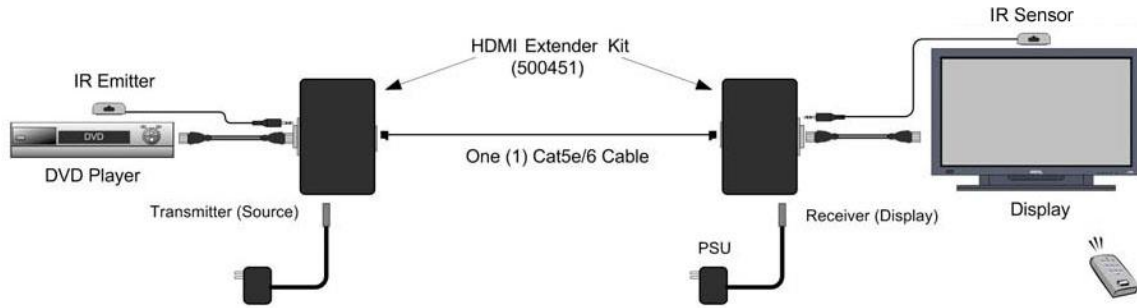 IR Sensor
HDMI Extender Kit
(500451)
IR Emitter
DVD
One (1) Cat5e/6 Cable
DVD Player
Transmitter (Source)
Receiver (Display)
Display
PSU